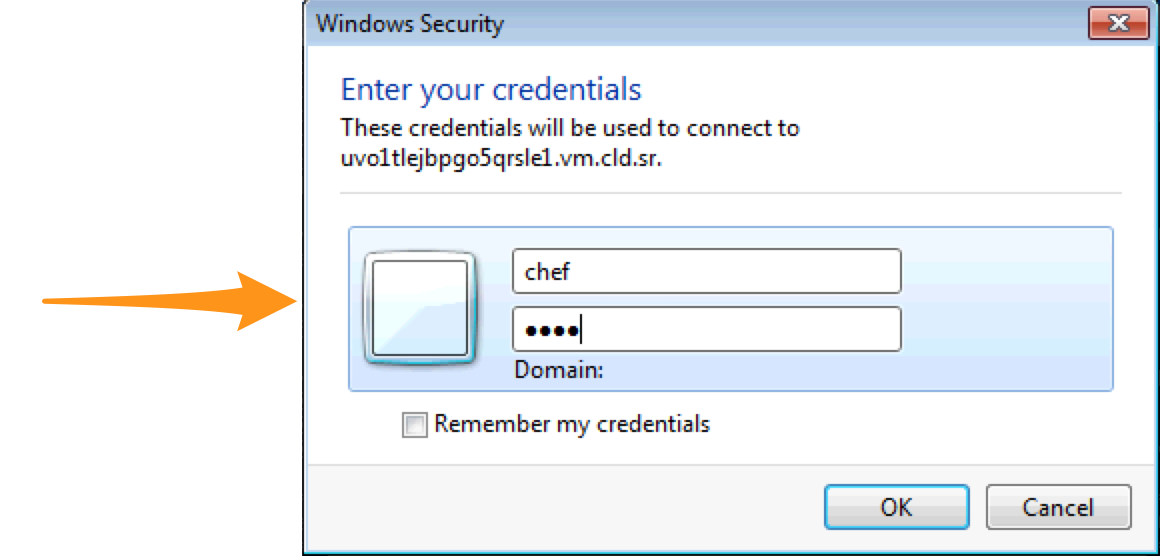 Windows Security
Enter your credentials
These credentials will be used to connect to
uvo1tlejbpgo5qrsle1.vm.cld.sr.
chef
••••
Domain:
Remember my credentials
OK
Cancel